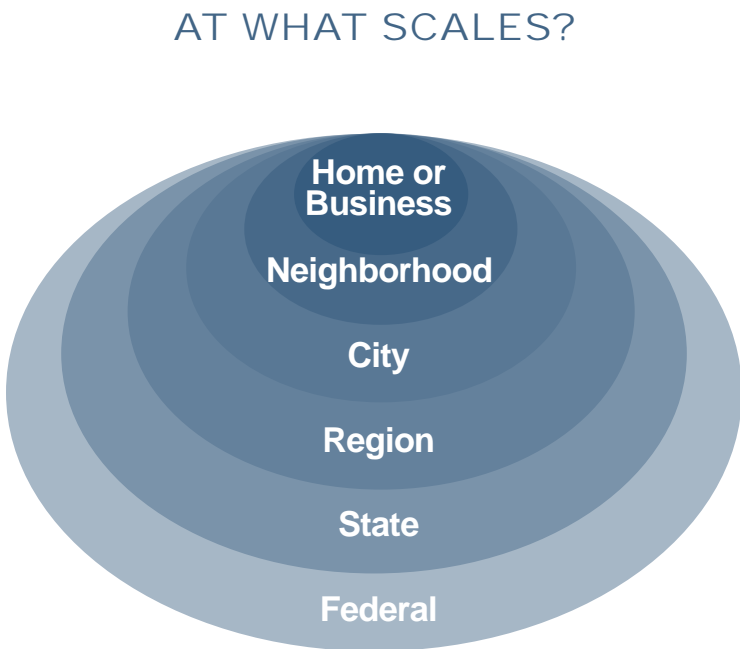 AT WHAT SCALES?
Home or
Business
Neighborhood
City
Region
State
Federal